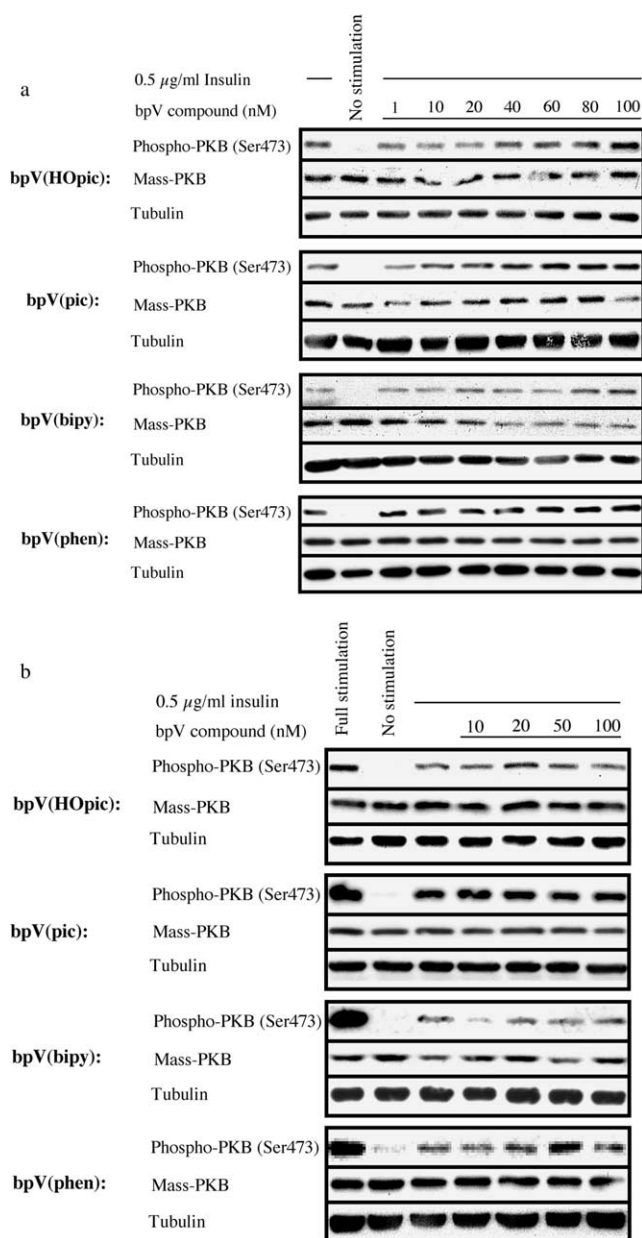 a
No stimulation
0.5 µg/ml Insulin
bpV compound (nM) 1 10 20 40 60 80 100
Phospho-PKB (Ser473)
bpV(HOpic): Mass-PKB
Tubulin
Phospho-PKB (Ser473)
bpV(pic): Mass-PKB
Tubulin
Phospho-PKB (Ser473)
bpV(bipy): Mass-PKB
Tubulin
Phospho-PKB (Ser473)
bpV(phen): Mass-PKB
Tubulin
b
Full stimulation
No stimulation
0.5 µg/ml insulin
bpV compound (nM) 10 20 50 100
Phospho-PKB (Ser473)
bpV(HOpic): Mass-PKB
Tubulin
Phospho-PKB (Ser473)
bpV(pic): Mass-PKB
Tubulin
Phospho-PKB (Ser473)
bpV(bipy): Mass-PKB
Tubulin
Phospho-PKB (Ser473)
bpV(phen): Mass-PKB
Tubulin